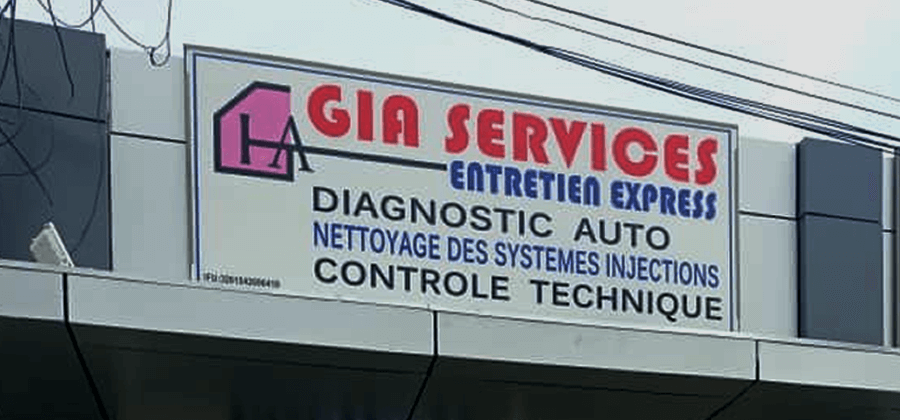 GIA SERVICES
ENTRETIEN EXPRESS
DIAGNOSTIC AUTO
NETTOYAGE DES SYSTEMES INJECTIONS
CONTROLE TECHNIQUE